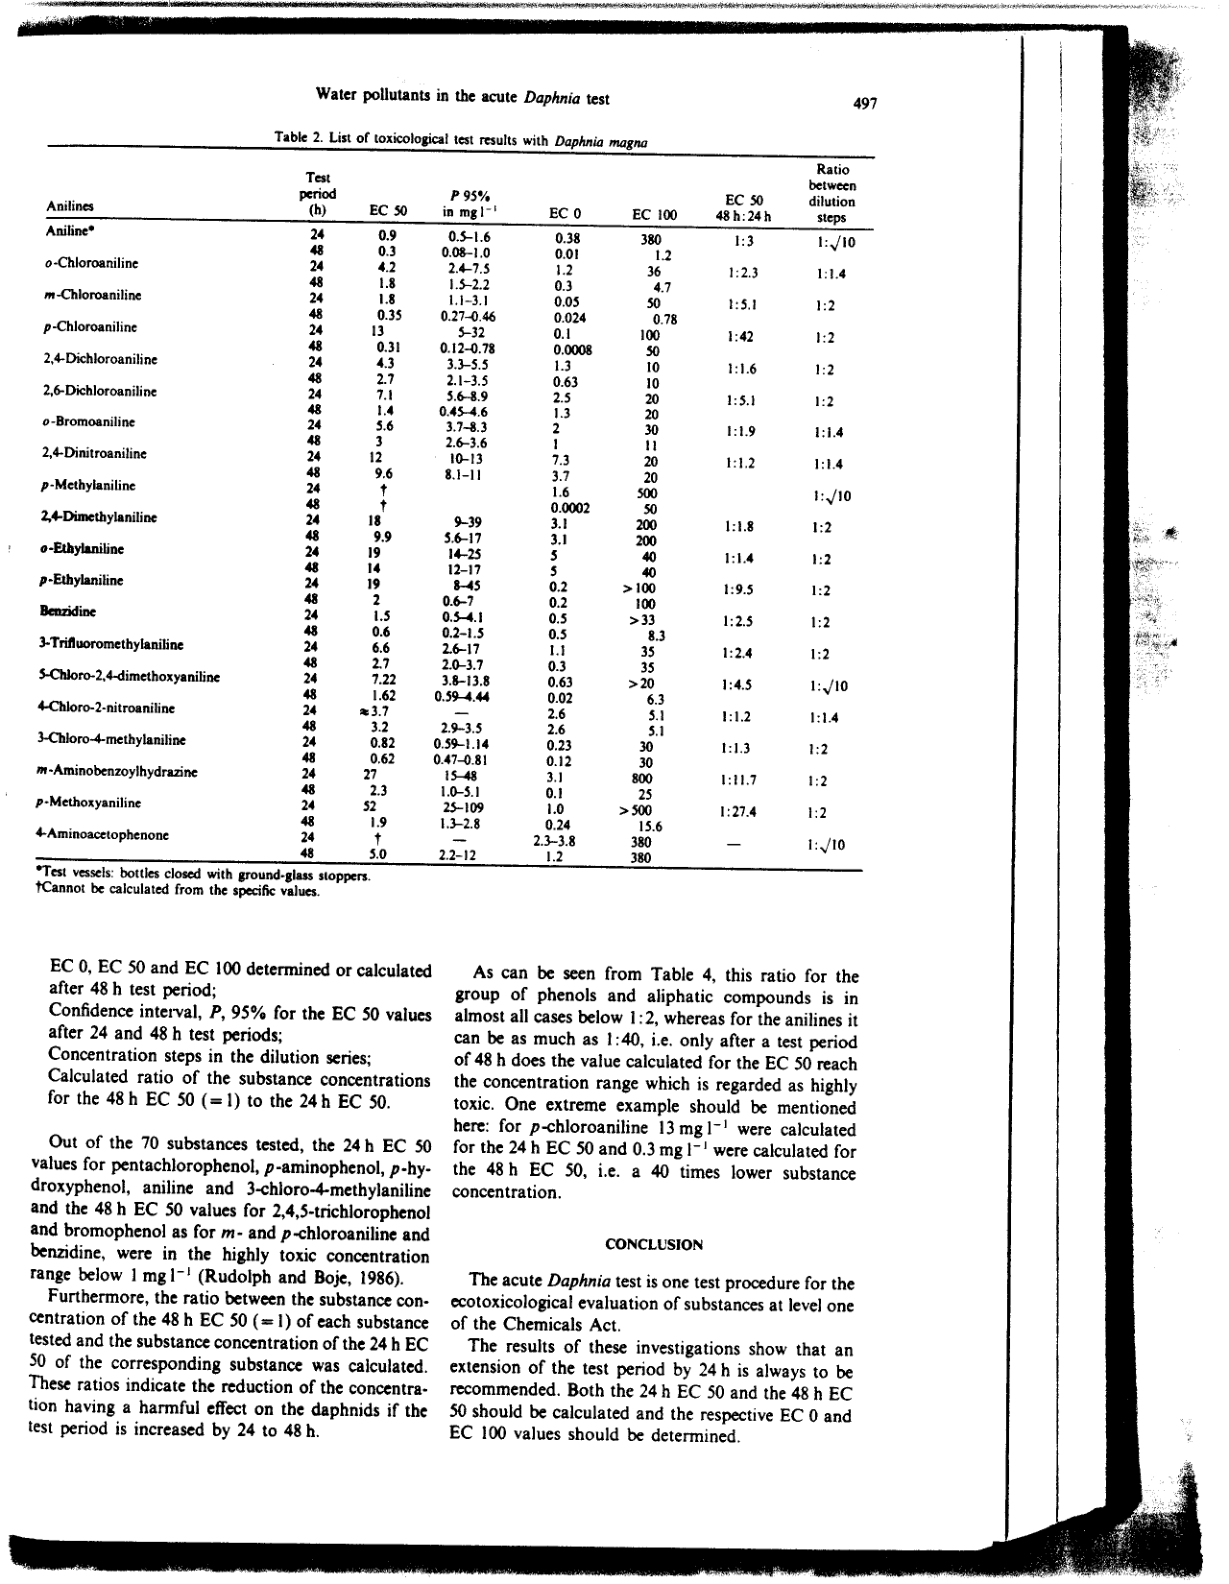 Water pollutants in the acute Daphnia test 497
Table 2. List of toxicological test results with Daphnia magna
Anilines Test period (h) EC 50 P 95% in mg l⁻¹ EC 0 EC 100 EC 50 48 h:24 h Ratio between dilution steps
Aniline* 24 0.9 0.5–1.6 0.38 380 1:3 1:√10
48 0.3 0.08–1.0 0.01 1.2
o-Chloroaniline 24 4.2 2.4–7.5 1.2 36 1:2.3 1:1.4
48 1.8 1.5–2.2 0.3 4.7
m-Chloroaniline 24 1.8 1.1–3.1 0.05 50 1:5.1 1:2
48 0.35 0.27–0.46 0.024 0.78
p-Chloroaniline 24 13 5–32 0.1 100 1:42 1:2
48 0.31 0.12–0.78 0.0008 50
2,4-Dichloroaniline 24 4.3 3.3–5.5 1.3 10 1:1.6 1:2
48 2.7 2.1–3.5 0.63 10
2,6-Dichloroaniline 24 7.1 5.6–8.9 2.5 20 1:5.1 1:2
48 1.4 0.45–4.6 1.3 20
o-Bromoaniline 24 5.6 3.7–8.3 2 30 1:1.9 1:1.4
48 3 2.6–3.6 1 11
2,4-Dinitroaniline 24 12 10–13 7.3 20 1:1.2 1:1.4
48 9.6 8.1–11 3.7 20
p-Methylaniline 24 † 1.6 500 1:√10
48 † 0.0002 50
2,4-Dimethylaniline 24 18 9–39 3.1 200 1:1.8 1:2
48 9.9 5.6–17 3.1 200
o-Ethylaniline 24 19 14–25 5 40 1:1.4 1:2
48 14 12–17 5 40
p-Ethylaniline 24 19 8–45 0.2 >100 1:9.5 1:2
48 2 0.6–7 0.2 100
Benzidine 24 1.5 0.5–4.1 0.5 >33 1:2.5 1:2
48 0.6 0.2–1.5 0.5 8.3
3-Trifluoromethylaniline 24 6.6 2.6–17 1.1 35 1:2.4 1:2
48 2.7 2.0–3.7 0.3 35
5-Chloro-2,4-dimethoxyaniline 24 7.22 3.8–13.8 0.63 >20 1:4.5 1:√10
48 1.62 0.59–4.44 0.02 6.3
4-Chloro-2-nitroaniline 24 ≈3.7 — 2.6 5.1 1:1.2 1:1.4
48 3.2 2.9–3.5 2.6 5.1
3-Chloro-4-methylaniline 24 0.82 0.59–1.14 0.23 30 1:1.3 1:2
48 0.62 0.47–0.81 0.12 30
m-Aminobenzoylhydrazine 24 27 15–48 3.1 800 1:11.7 1:2
48 2.3 1.0–5.1 0.1 25
p-Methoxyaniline 24 52 25–109 1.0 >500 1:27.4 1:2
48 1.9 1.3–2.8 0.24 15.6
4-Aminoacetophenone 24 † — 2.3–3.8 380 — 1:√10
48 5.0 2.2–12 1.2 380
*Test vessels: bottles closed with ground-glass stoppers.
†Cannot be calculated from the specific values.
EC 0, EC 50 and EC 100 determined or calculated
after 48 h test period;
Confidence interval, P, 95% for the EC 50 values
after 24 and 48 h test periods;
Concentration steps in the dilution series;
Calculated ratio of the substance concentrations
for the 48 h EC 50 (=1) to the 24 h EC 50.
Out of the 70 substances tested, the 24 h EC 50
values for pentachlorophenol, p-aminophenol, p-hy-
droxyphenol, aniline and 3-chloro-4-methylaniline
and the 48 h EC 50 values for 2,4,5-trichlorophenol
and bromophenol as for m- and p-chloroaniline and
benzidine, were in the highly toxic concentration
range below 1 mg l⁻¹ (Rudolph and Boje, 1986).
Furthermore, the ratio between the substance con-
centration of the 48 h EC 50 (=1) of each substance
tested and the substance concentration of the 24 h EC
50 of the corresponding substance was calculated.
These ratios indicate the reduction of the concentra-
tion having a harmful effect on the daphnids if the
test period is increased by 24 to 48 h.
As can be seen from Table 4, this ratio for the
group of phenols and aliphatic compounds is in
almost all cases below 1:2, whereas for the anilines it
can be as much as 1:40, i.e. only after a test period
of 48 h does the value calculated for the EC 50 reach
the concentration range which is regarded as highly
toxic. One extreme example should be mentioned
here: for p-chloroaniline 13 mg l⁻¹ were calculated
for the 24 h EC 50 and 0.3 mg l⁻¹ were calculated for
the 48 h EC 50, i.e. a 40 times lower substance
concentration.
CONCLUSION
The acute Daphnia test is one test procedure for the
ecotoxicological evaluation of substances at level one
of the Chemicals Act.
The results of these investigations show that an
extension of the test period by 24 h is always to be
recommended. Both the 24 h EC 50 and the 48 h EC
50 should be calculated and the respective EC 0 and
EC 100 values should be determined.